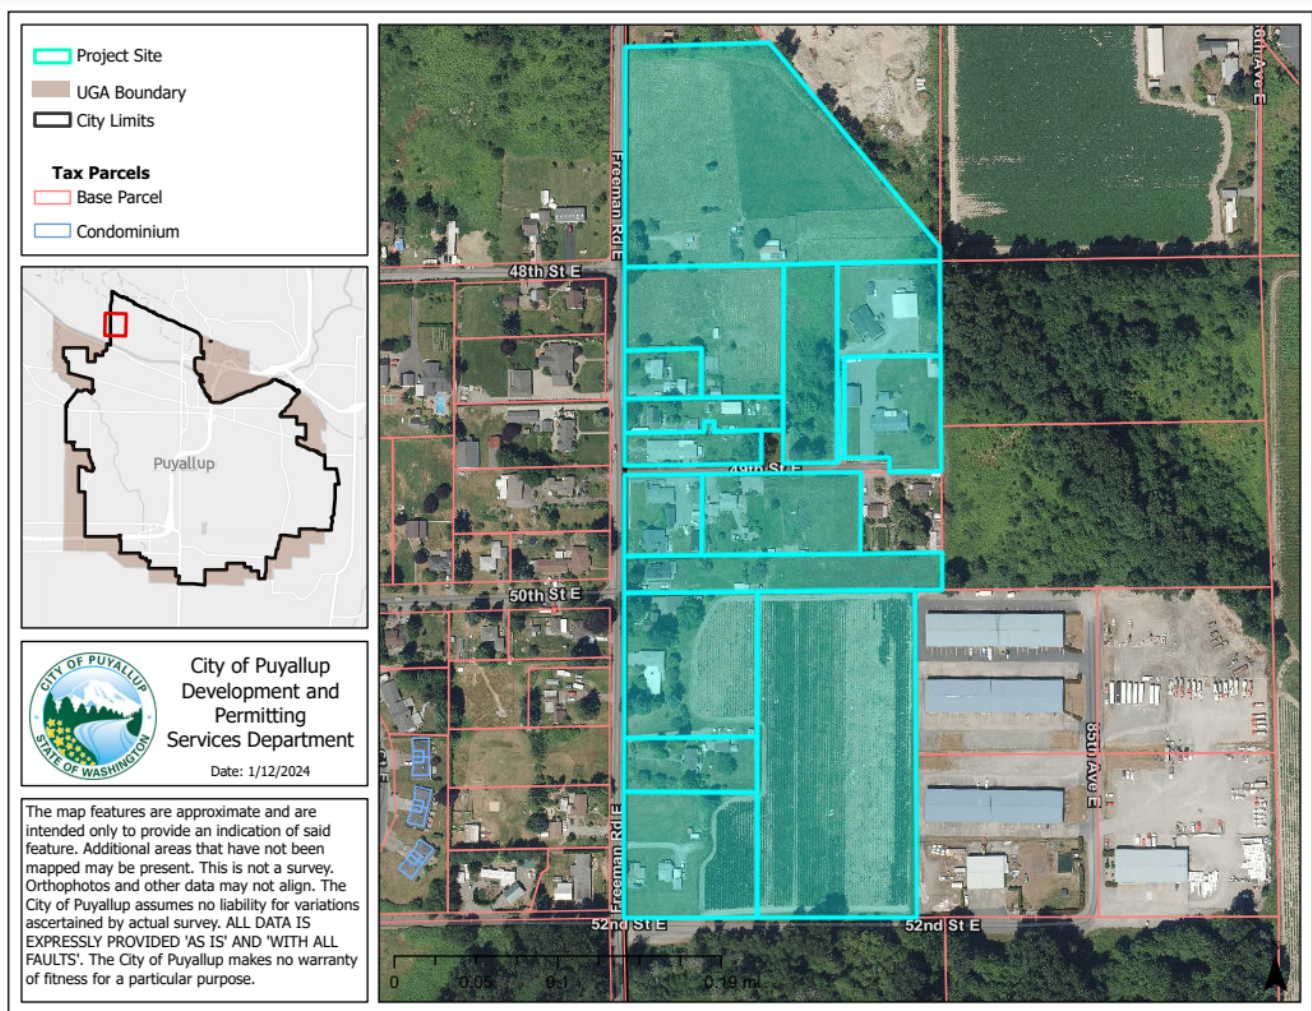 Project Site
UGA Boundary
City Limits
Tax Parcels
Base Parcel
Condominium
Puyallup
CITY OF PUYALLUP
STATE OF WASHINGTON
City of Puyallup
Development and
Permitting
Services Department
Date: 1/12/2024
The map features are approximate and are
intended only to provide an indication of said
feature. Additional areas that have not been
mapped may be present. This is not a survey.
Orthophotos and other data may not align. The
City of Puyallup assumes no liability for variations
ascertained by actual survey. ALL DATA IS
EXPRESSLY PROVIDED 'AS IS' AND 'WITH ALL
FAULTS'. The City of Puyallup makes no warranty
of fitness for a particular purpose.
Freeman Rd E
48th St E
49th St E
50th St E
85th Ave E
Freeman Rd E
52nd St E
52nd St E
0 0.05 0.1 0.19 mi